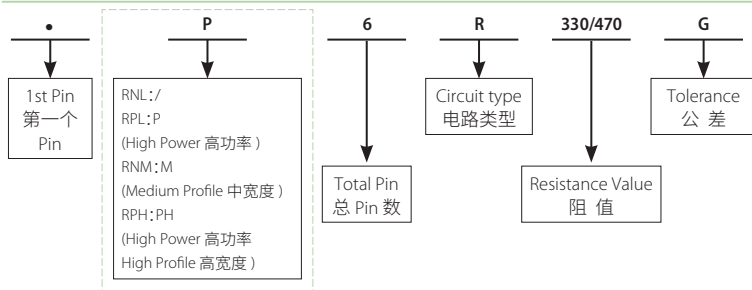 • P 6 R 330/470 G
1st Pin
第一个
Pin
RNL:/
RPL:P
(High Power 高功率 )
RNM:M
(Medium Profile 中宽度 )
RPH:PH
(High Power 高功率
High Profile 高宽度 )
Total Pin
总 Pin 数
Circuit type
电路类型
Resistance Value
阻 值
Tolerance
公 差